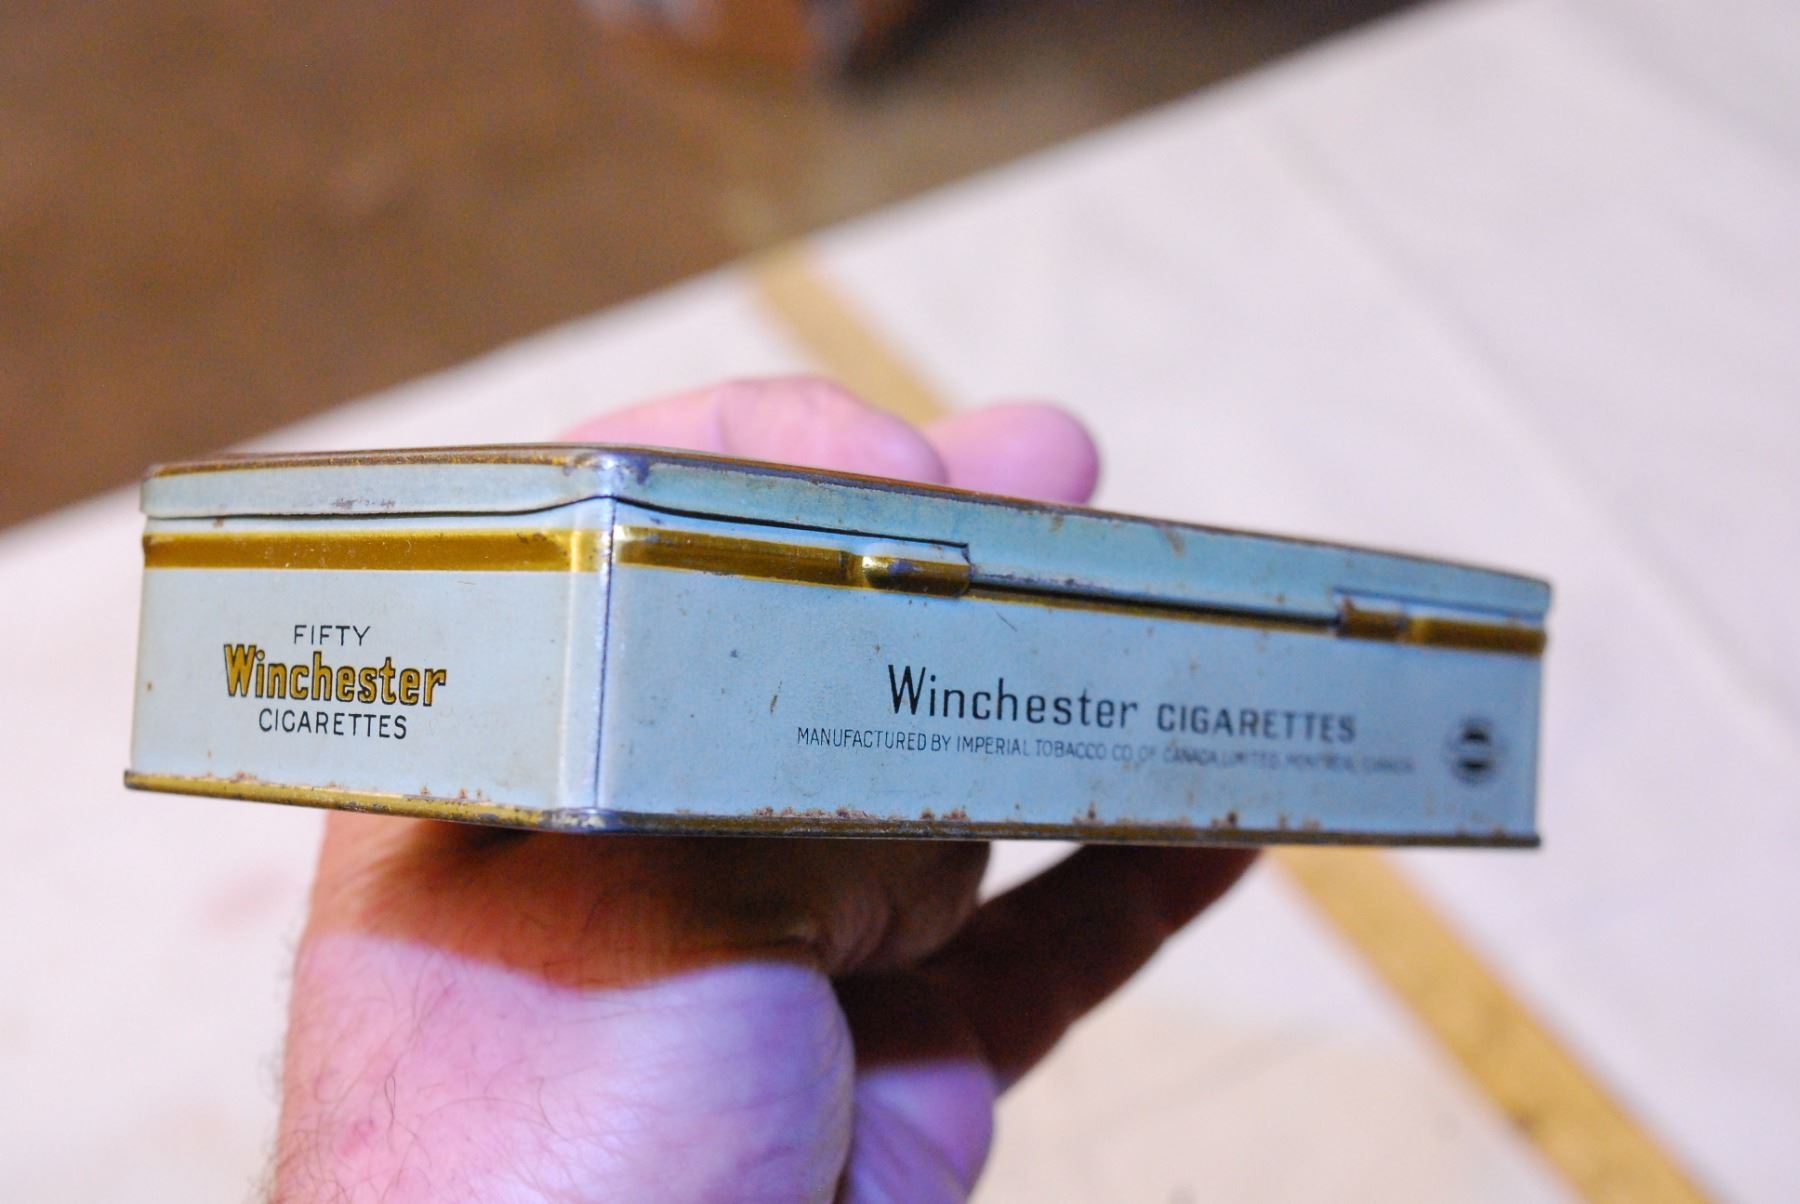 FIFTY
Winchester
CIGARETTES
Winchester CIGARETTES
MANUFACTURED BY IMPERIAL TOBACCO CO. OF CANADA LIMITED, MONTREAL, CANADA